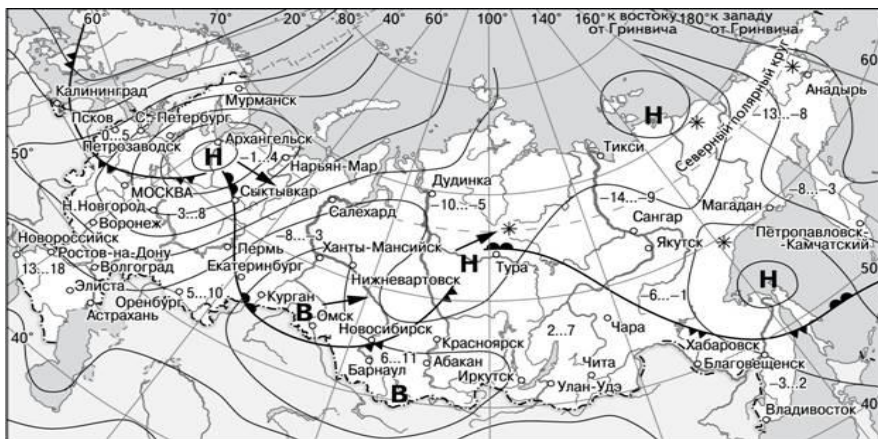 60° 70° 20° 80° 60° 100° 140° 160° к востоку 180° к западу
от Гринвича от Гринвича
Северный полярный круг
60
Калининград
Мурманск
Анадырь
Псков С.-Петербург
0...5
Петрозаводск
Архангельск
Н
−1...4
Нарьян-Мар
Н
−13...−8
50°
Тикси
МОСКВА
Сыктывкар
Дудинка
−10...−5
−14...−9
−8...−3
Н.Новгород
−3...8
Салехард
Магадан
Воронеж
−8...−3
Сангар
Петропавловск-
Камчатский
Новороссийск
Пермь
Ханты-Мансийск
Якутск
Ростов-на-Дону
Екатеринбург
Н
Тура
50
13...18
Волгоград
Нижневартовск
Н
Элиста
5...10
Курган
В
−6...−1
Оренбург
Астрахань
Омск
40°
Новосибирск
Чара
2...7
Хабаровск
Красноярск
6...11
Абакан
Чита
Благовещенск
Барнаул
Иркутск
Улан-Удэ
−3...2
В
40
Владивосток